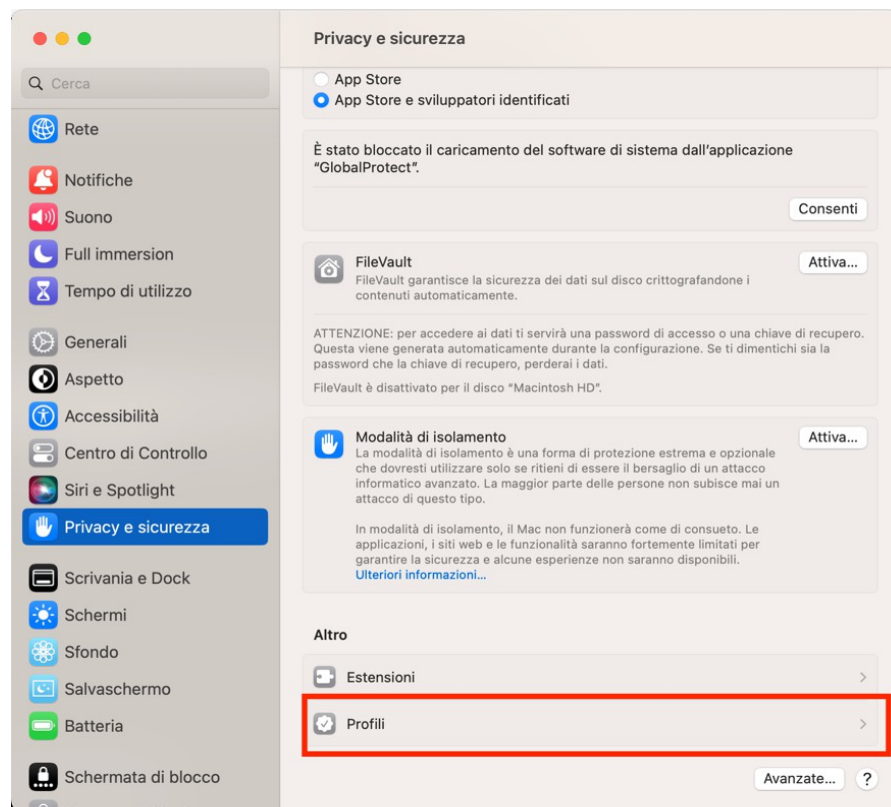 Privacy e sicurezza
Cerca
Rete
Notifiche
Suono
Full immersion
Tempo di utilizzo
Generali
Aspetto
Accessibilità
Centro di Controllo
Siri e Spotlight
Privacy e sicurezza
Scrivania e Dock
Schermi
Sfondo
Salvaschermo
Batteria
Schermata di blocco
App Store
App Store e sviluppatori identificati
È stato bloccato il caricamento del software di sistema dall'applicazione
“GlobalProtect”.
Consenti
FileVault
Attiva...
FileVault garantisce la sicurezza dei dati sul disco crittografandone i
contenuti automaticamente.
ATTENZIONE: per accedere ai dati ti servirà una password di accesso o una chiave di recupero.
Questa viene generata automaticamente durante la configurazione. Se ti dimentichi sia la
password che la chiave di recupero, perderai i dati.
FileVault è disattivato per il disco “Macintosh HD”.
Modalità di isolamento
Attiva...
La modalità di isolamento è una forma di protezione estrema e opzionale
che dovresti utilizzare solo se ritieni di essere il bersaglio di un attacco
informatico avanzato. La maggior parte delle persone non subisce mai un
attacco di questo tipo.
In modalità di isolamento, il Mac non funzionerà come di consueto. Le
applicazioni, i siti web e le funzionalità saranno fortemente limitati per
garantire la sicurezza e alcune esperienze non saranno disponibili.
Ulteriori informazioni...
Altro
Estensioni
Profili
Avanzate...
?